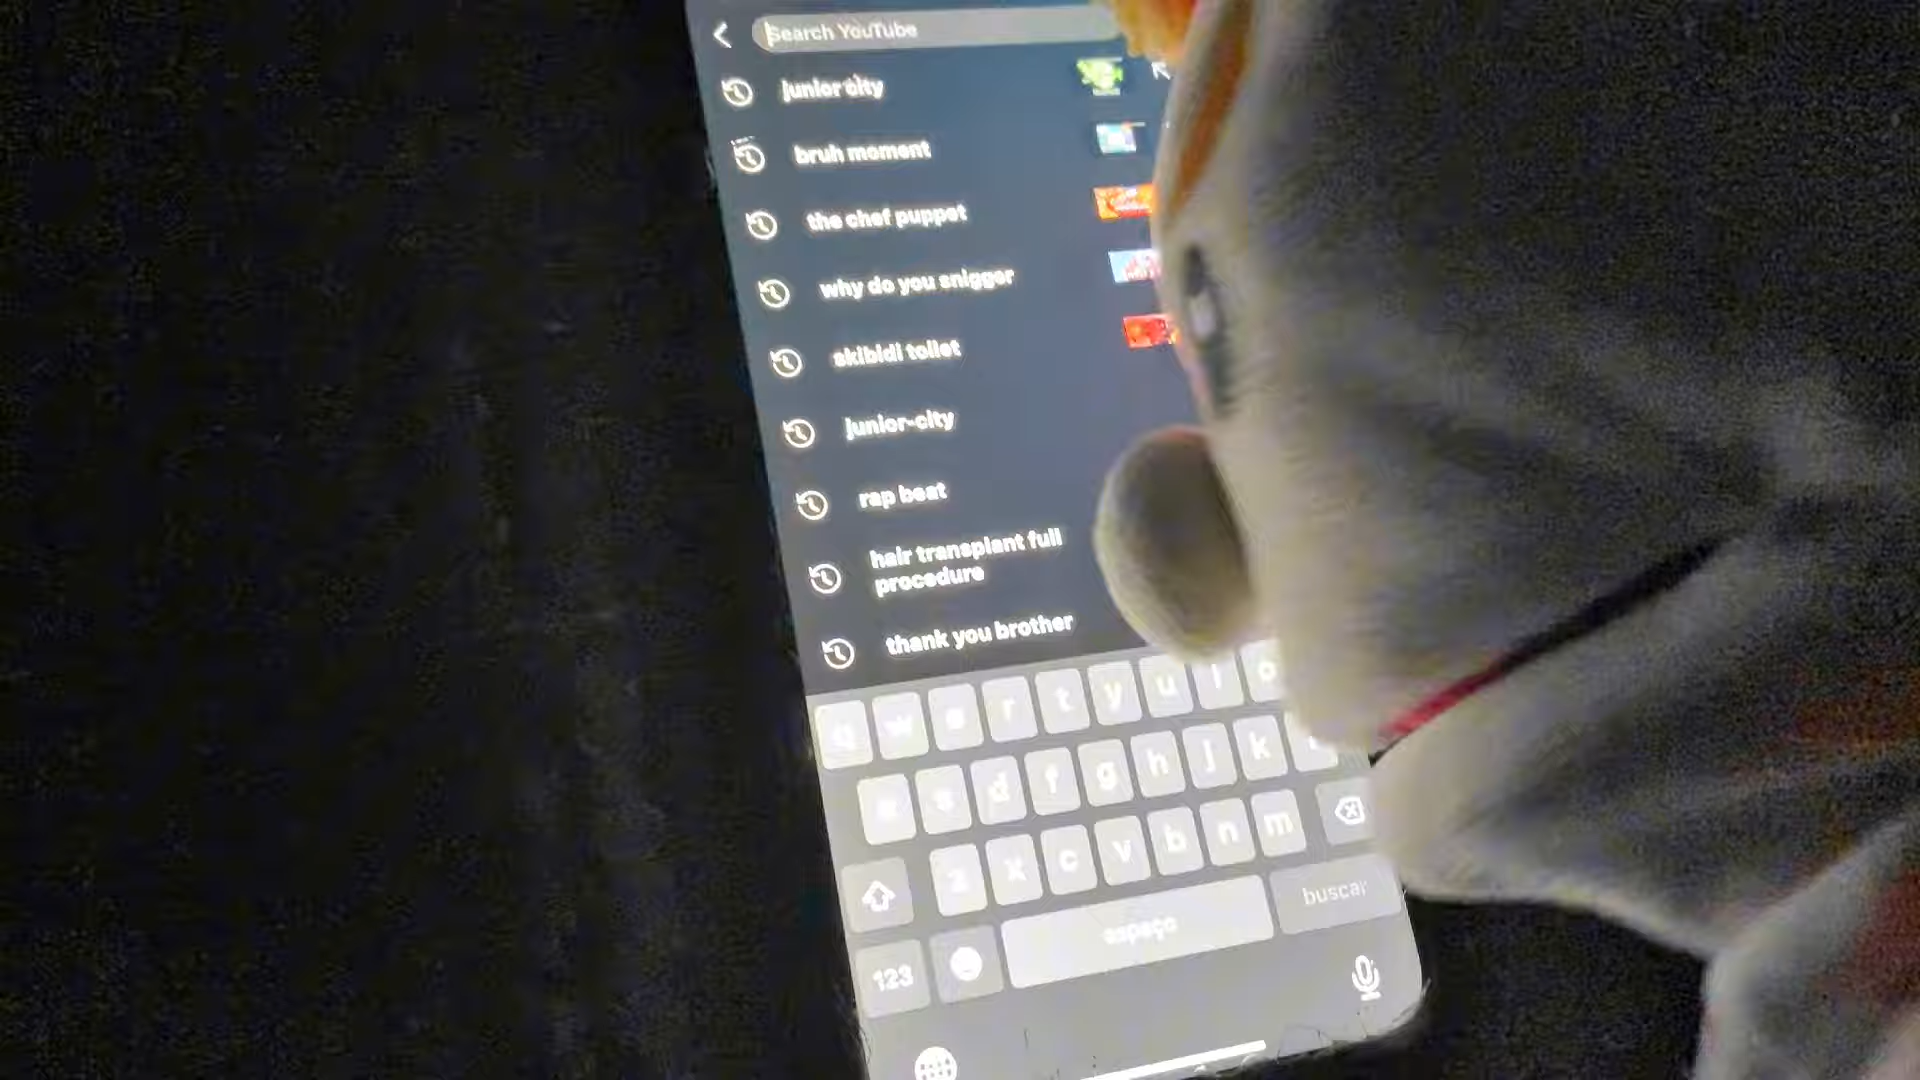 Search YouTube
junior city
bruh moment
the chef puppet
why do you snigger
skibidi toilet
junior-city
rap beat
hair transplant full
procedure
thank you brother
q w e r t y u i o
a s d f g h j k
z x c v b n m
espaço
buscar
123